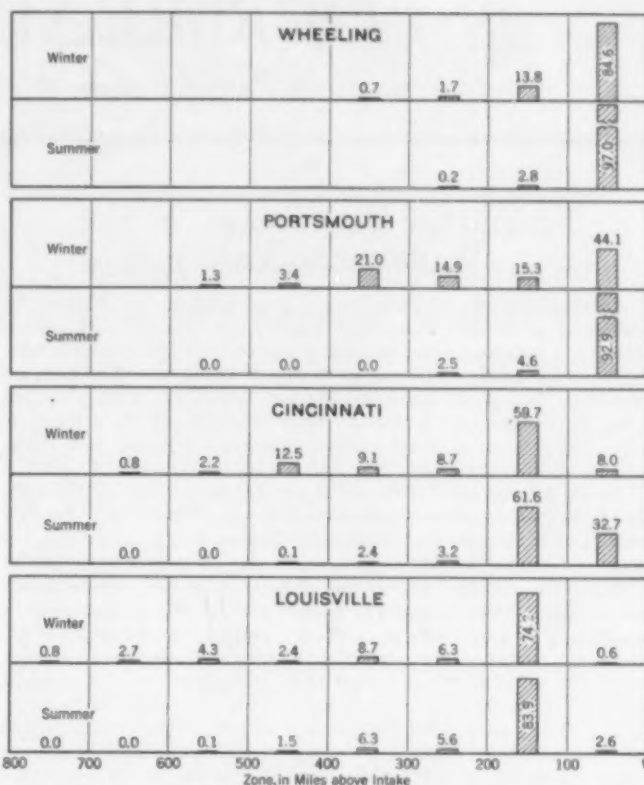 WHEELING
Winter
0.7 1.7 13.8 84.6
Summer
0.2 2.8 97.0
PORTSMOUTH
Winter
1.3 3.4 21.0 14.9 15.3 44.1
Summer
0.0 0.0 0.0 2.5 4.6 92.9
CINCINNATI
Winter
0.8 2.2 12.5 9.1 8.7 58.7 8.0
Summer
0.0 0.0 0.1 2.4 3.2 61.6 32.7
LOUISVILLE
Winter
0.8 2.7 4.3 2.4 8.7 6.3 74.2 0.6
Summer
0.0 0.0 0.1 1.5 6.3 5.6 83.9 2.6
800 700 600 500 400 300 200 100
Zone, in Miles above Intake